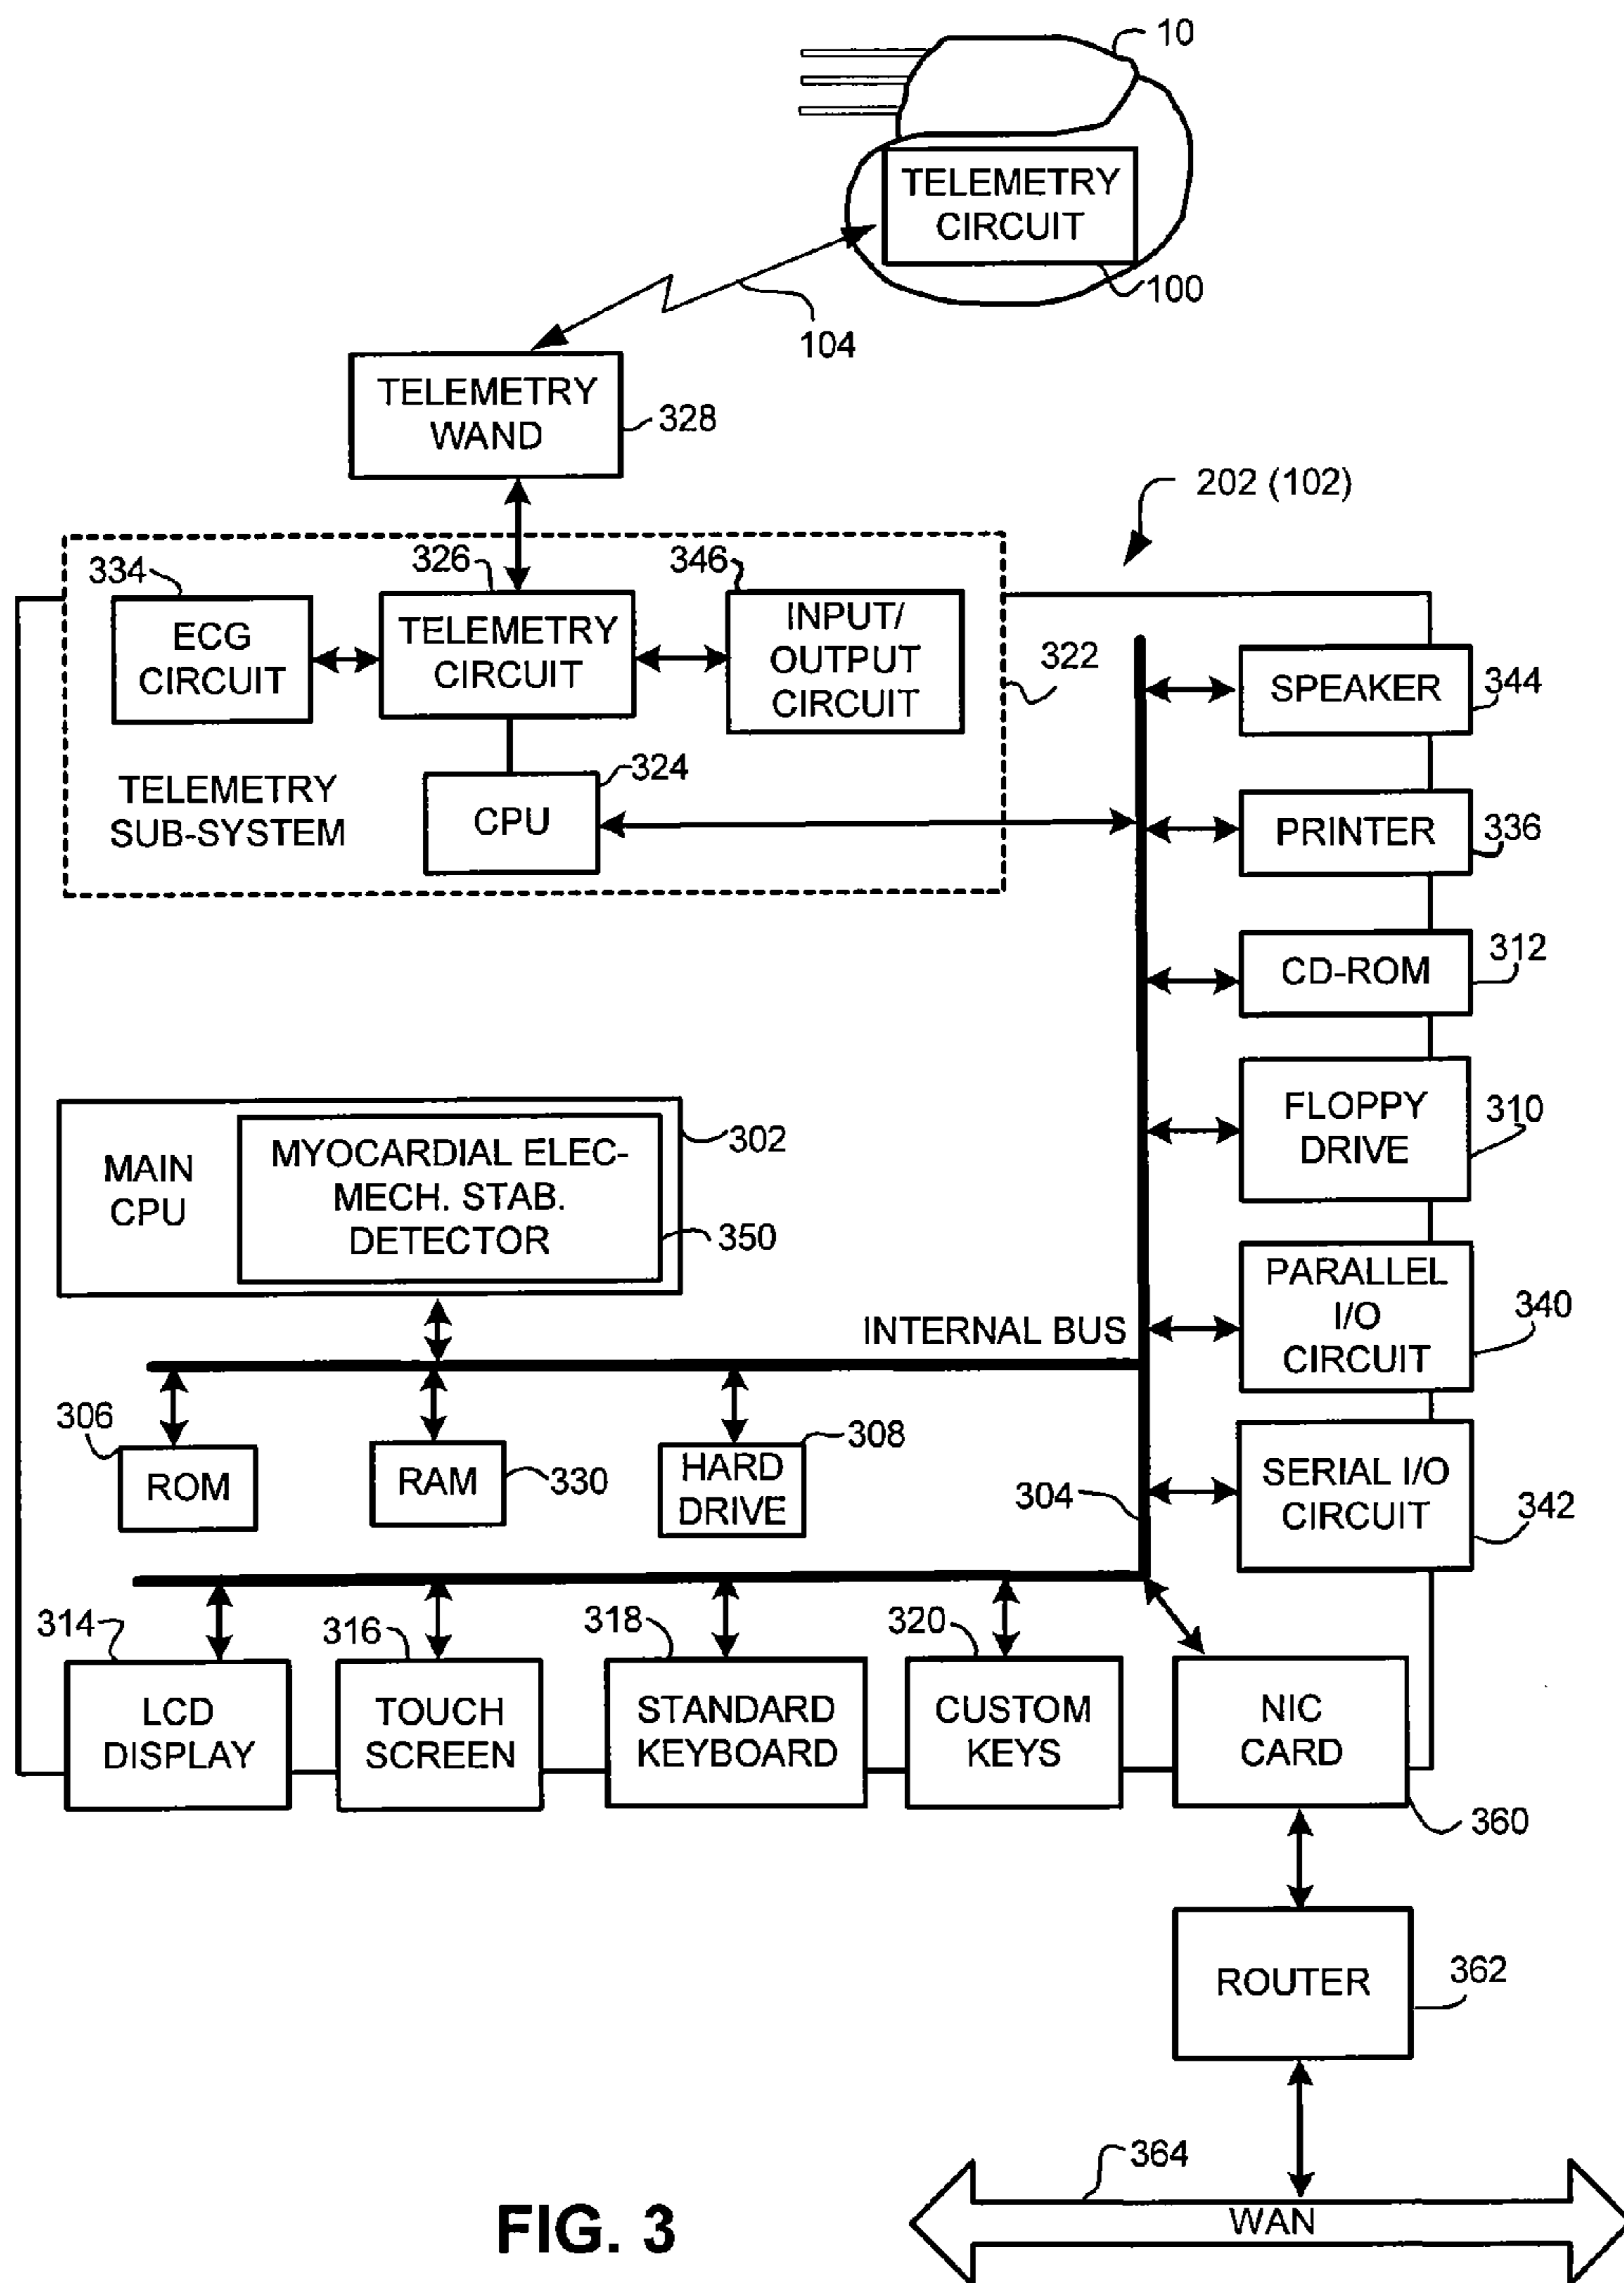 10
TELEMETRY
CIRCUIT
100
104
TELEMETRY
WAND
328
202 (102)
334
326
346
ECG
CIRCUIT
TELEMETRY
CIRCUIT
INPUT/
OUTPUT
CIRCUIT
322
SPEAKER
344
324
CPU
TELEMETRY
SUB-SYSTEM
PRINTER
336
CD-ROM
312
FLOPPY
DRIVE
310
MAIN
CPU
MYOCARDIAL ELEC-
MECH. STAB.
DETECTOR
302
350
INTERNAL BUS
PARALLEL
I/O
CIRCUIT
340
306
ROM
RAM
330
308
HARD
DRIVE
304
SERIAL I/O
CIRCUIT
342
314
LCD
DISPLAY
316
TOUCH
SCREEN
318
STANDARD
KEYBOARD
320
CUSTOM
KEYS
NIC
CARD
360
ROUTER
362
364
WAN
FIG. 3